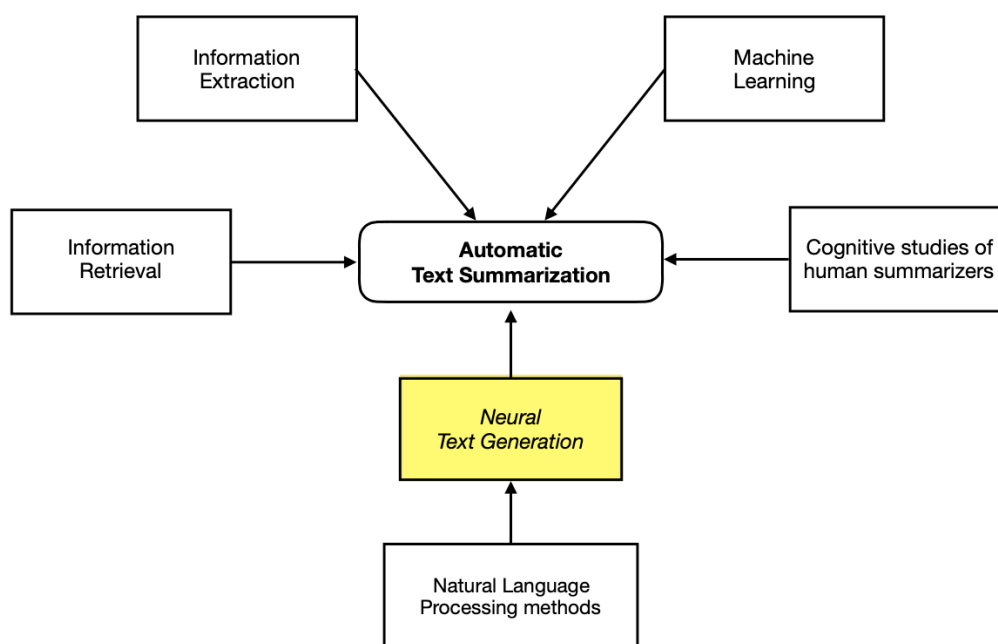 Information
Extraction
Machine
Learning
Information
Retrieval
Automatic
Text Summarization
Cognitive studies of
human summarizers
Neural
Text Generation
Natural Language
Processing methods